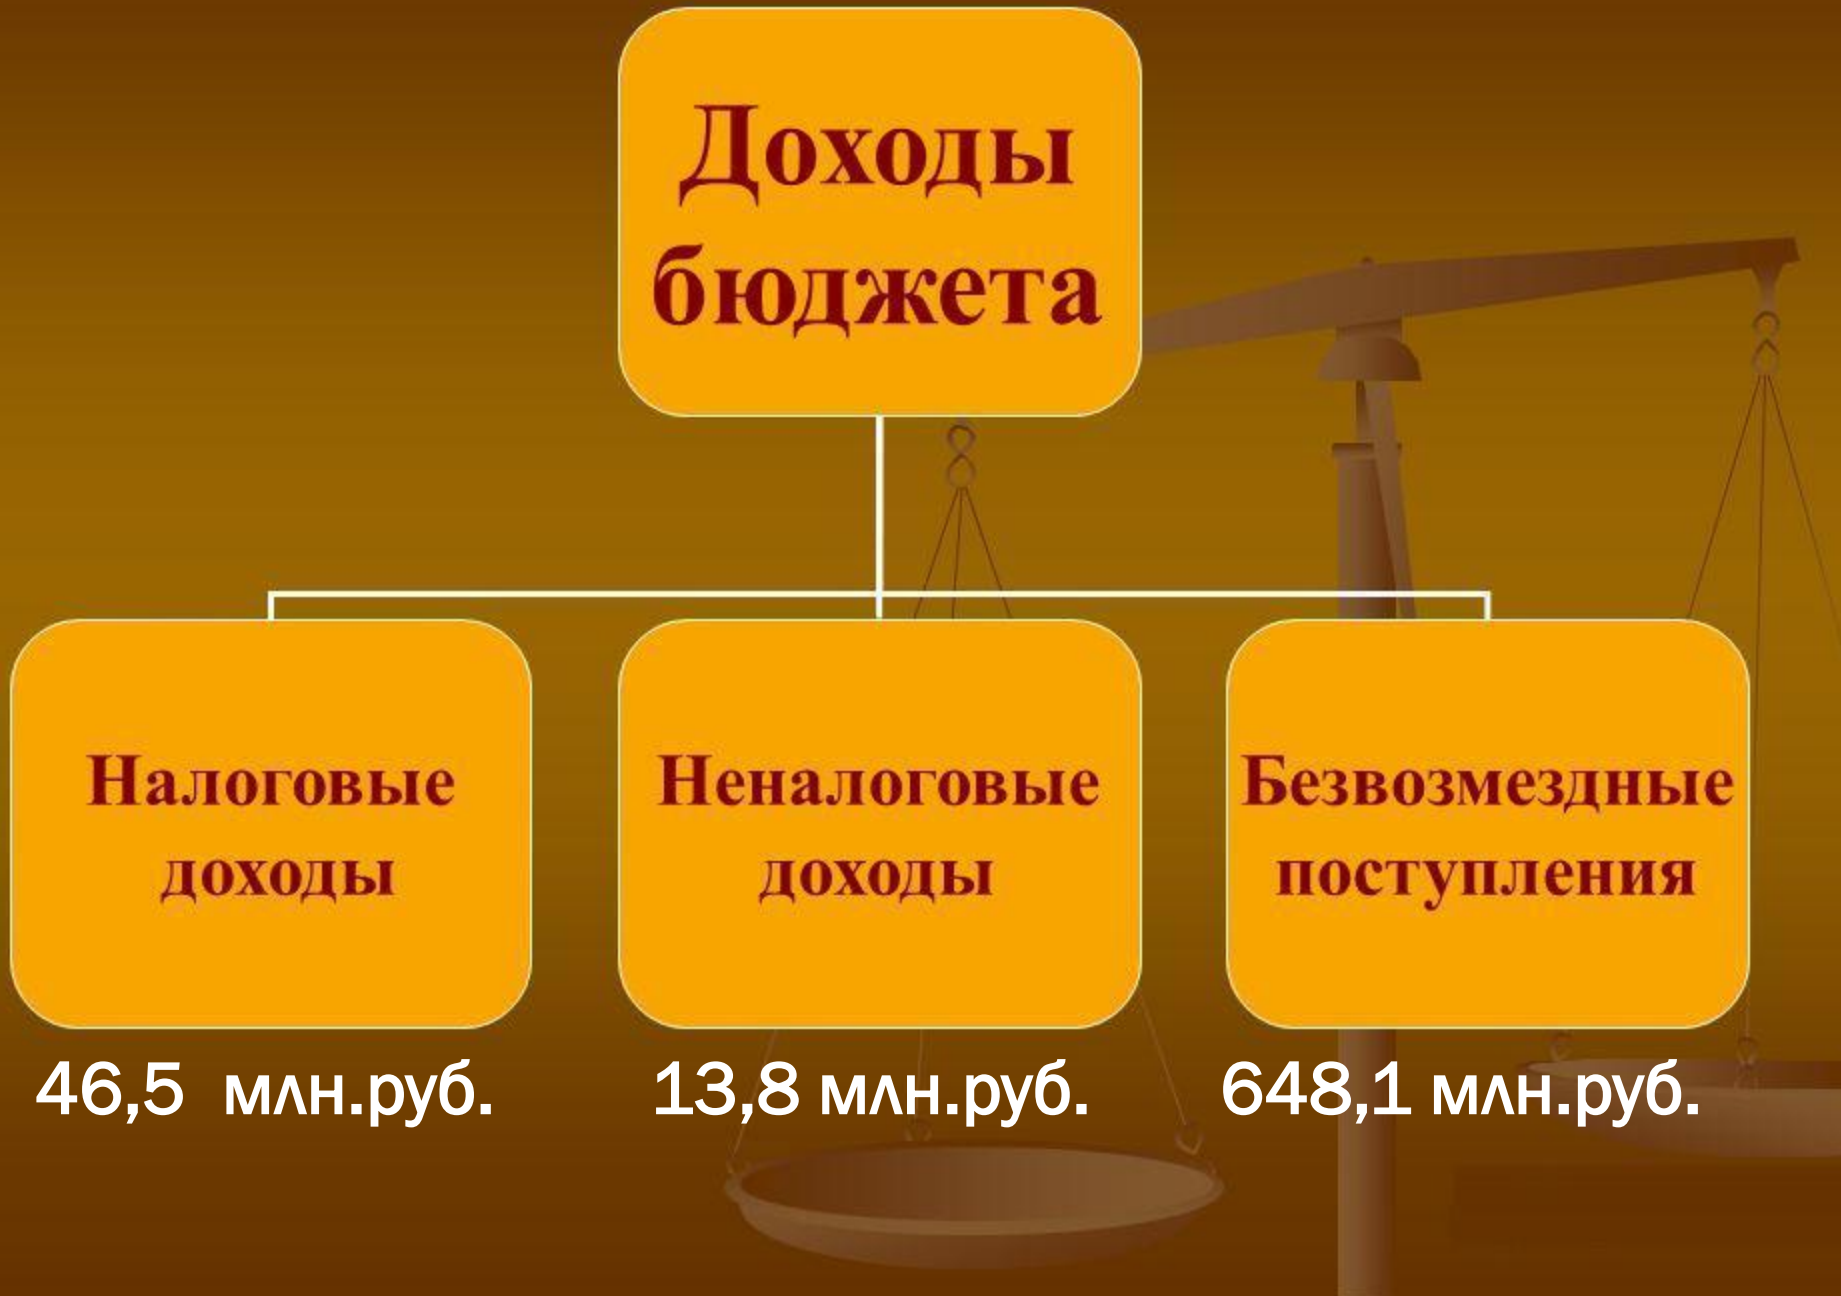 Доходы
бюджета
Налоговые
доходы
Неналоговые
доходы
Безвозмездные
поступления
46,5 млн.руб.
13,8 млн.руб.
648,1 млн.руб.